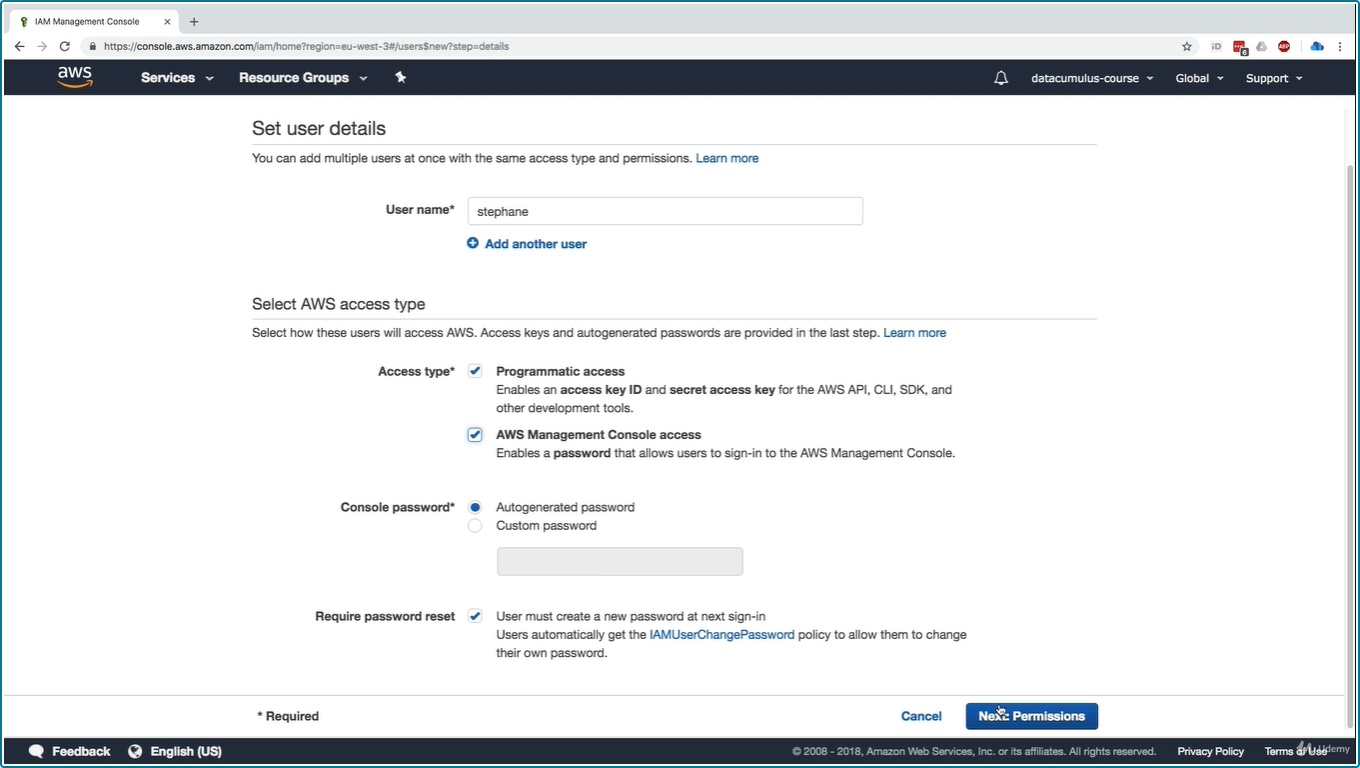 IAM Management Console
https://console.aws.amazon.com/iam/home?region=eu-west-3#/users$new?step=details
iD
6
ABP
aws
Services
Resource Groups
datacumulus-course
Global
Support
Set user details
You can add multiple users at once with the same access type and permissions. Learn more
User name*
stephane
Add another user
Select AWS access type
Select how these users will access AWS. Access keys and autogenerated passwords are provided in the last step. Learn more
Access type*
Programmatic access
Enables an access key ID and secret access key for the AWS API, CLI, SDK, and
other development tools.
AWS Management Console access
Enables a password that allows users to sign-in to the AWS Management Console.
Console password*
Autogenerated password
Custom password
Require password reset
User must create a new password at next sign-in
Users automatically get the IAMUserChangePassword policy to allow them to change
their own password.
* Required
Cancel
Next: Permissions
Feedback
English (US)
© 2008 - 2018, Amazon Web Services, Inc. or its affiliates. All rights reserved.
Privacy Policy
Terms of Use
Udemy